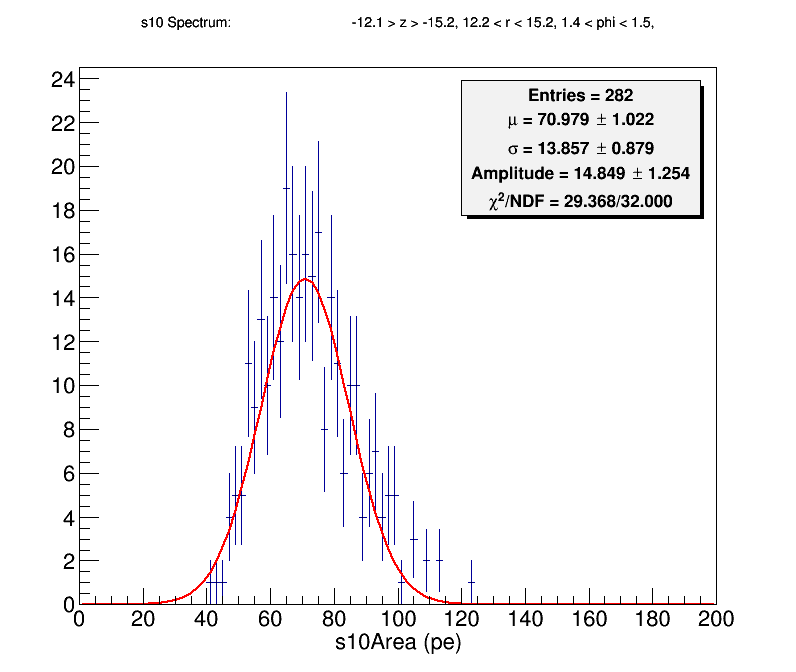 s10 Spectrum: -12.1 > z > -15.2, 12.2 < r < 15.2, 1.4 < phi < 1.5,
Entries = 282
μ = 70.979 ± 1.022
σ = 13.857 ± 0.879
Amplitude = 14.849 ± 1.254
χ²/NDF = 29.368/32.000
24
22
20
18
16
14
12
10
8
6
4
2
0
0 20 40 60 80 100 120 140 160 180 200
s10Area (pe)